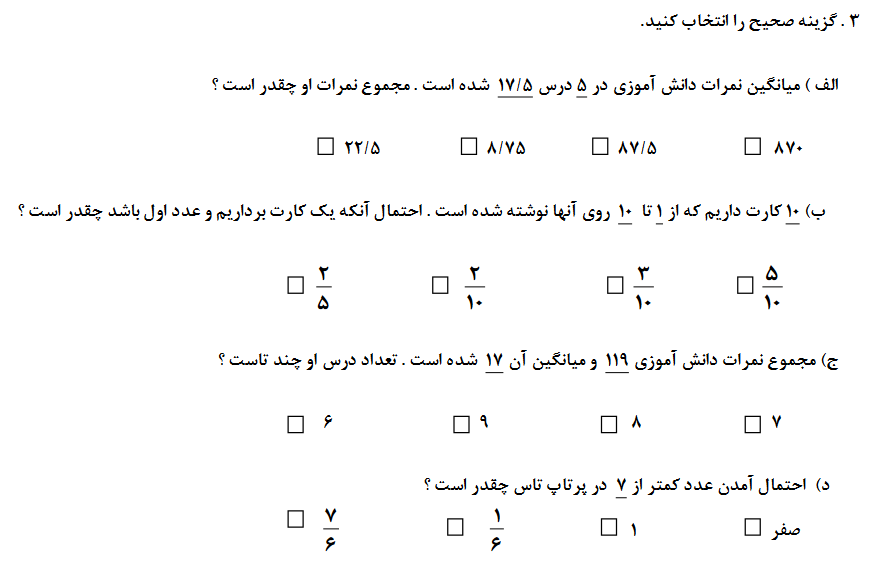 ۳ . گزینه صحیح را انتخاب کنید.
الف ) میانگین نمرات دانش آموزی در ۵ درس ۱۷/۵ شده است . مجموع نمرات او چقدر است ؟
۸۷۰ □ ۸۷/۵ □ ۸/۷۵ □ ۲۲/۵ □
ب) ۱۰ کارت داریم که از ۱ تا ۱۰ روی آنها نوشته شده است . احتمال آنکه یک کارت برداریم و عدد اول باشد چقدر است ؟
۵/۱۰ □ ۳/۱۰ □ ۲/۱۰ □ ۲/۵ □
ج) مجموع نمرات دانش آموزی ۱۱۹ و میانگین آن ۱۷ شده است . تعداد درس او چند تاست ؟
۷ □ ۸ □ ۹ □ ۶ □
د) احتمال آمدن عدد کمتر از ۷ در پرتاپ تاس چقدر است ؟
صفر □ ۱ □ ۱/۶ □ ۷/۶ □